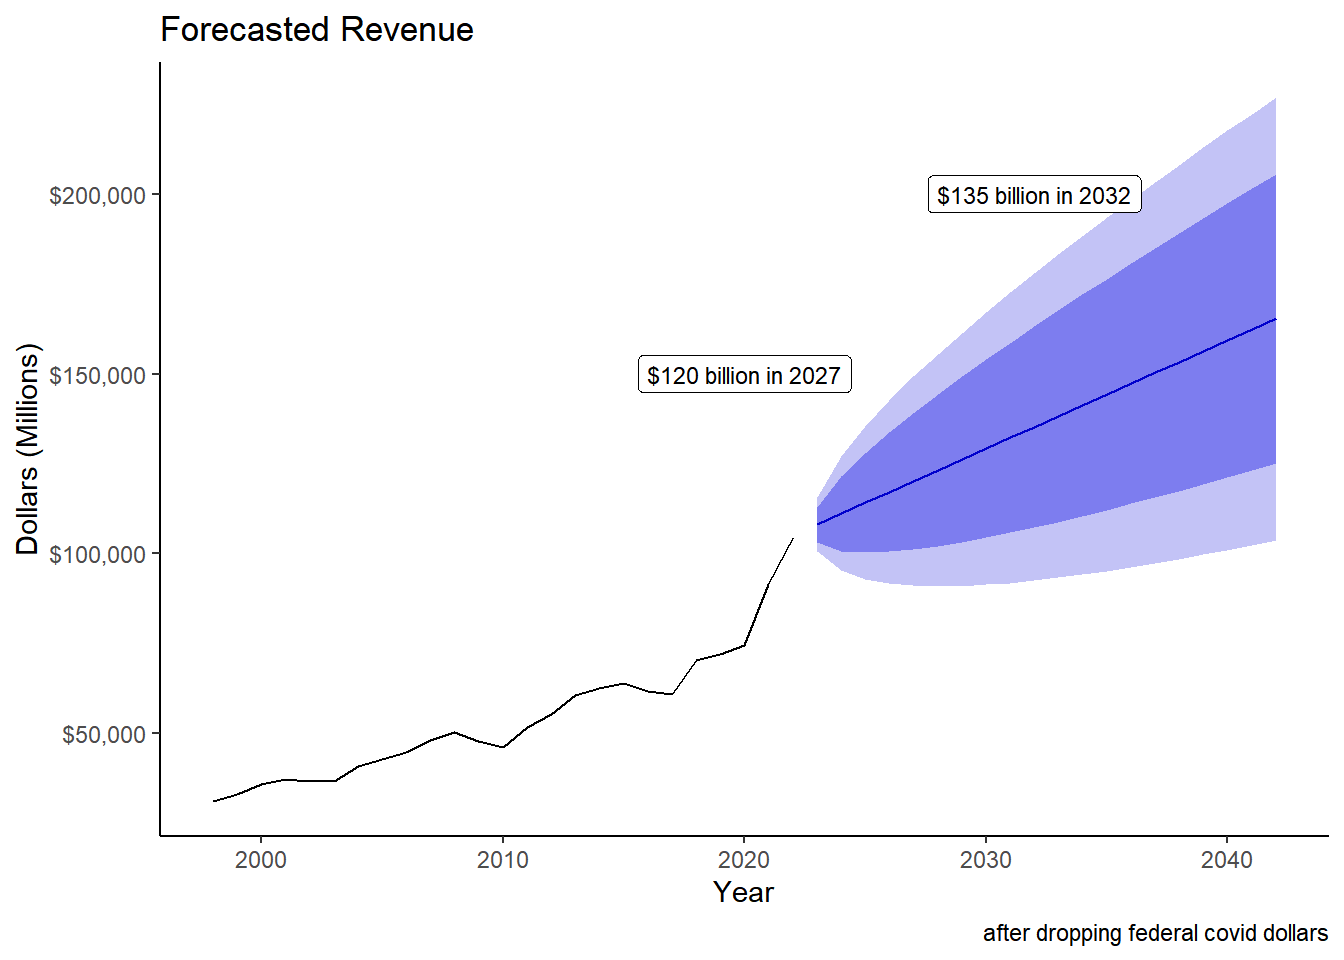 Forecasted Revenue
$200,000
$135 billion in 2032
$150,000
$120 billion in 2027
$100,000
$50,000
Dollars (Millions)
2000
2010
2020
2030
2040
Year
after dropping federal covid dollars